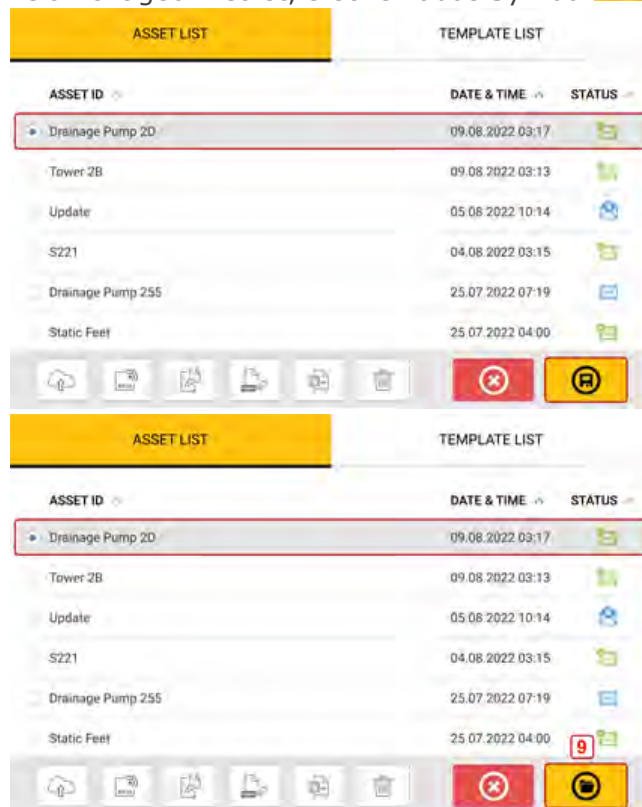 ASSET LIST TEMPLATE LIST
ASSET ID DATE & TIME STATUS
Drainage Pump 2D 09.08.2022 03:17
Tower 2B 09.08.2022 03:13
Update 05.08.2022 10:14
S221 04.08.2022 03:15
Drainage Pump 255 25.07.2022 07:19
Static Feet 25.07.2022 04:00
ASSET LIST TEMPLATE LIST
ASSET ID DATE & TIME STATUS
Drainage Pump 2D 09.08.2022 03:17
Tower 2B 09.08.2022 03:13
Update 05.08.2022 10:14
S221 04.08.2022 03:15
Drainage Pump 255 25.07.2022 07:19
Static Feet 25.07.2022 04:00
9